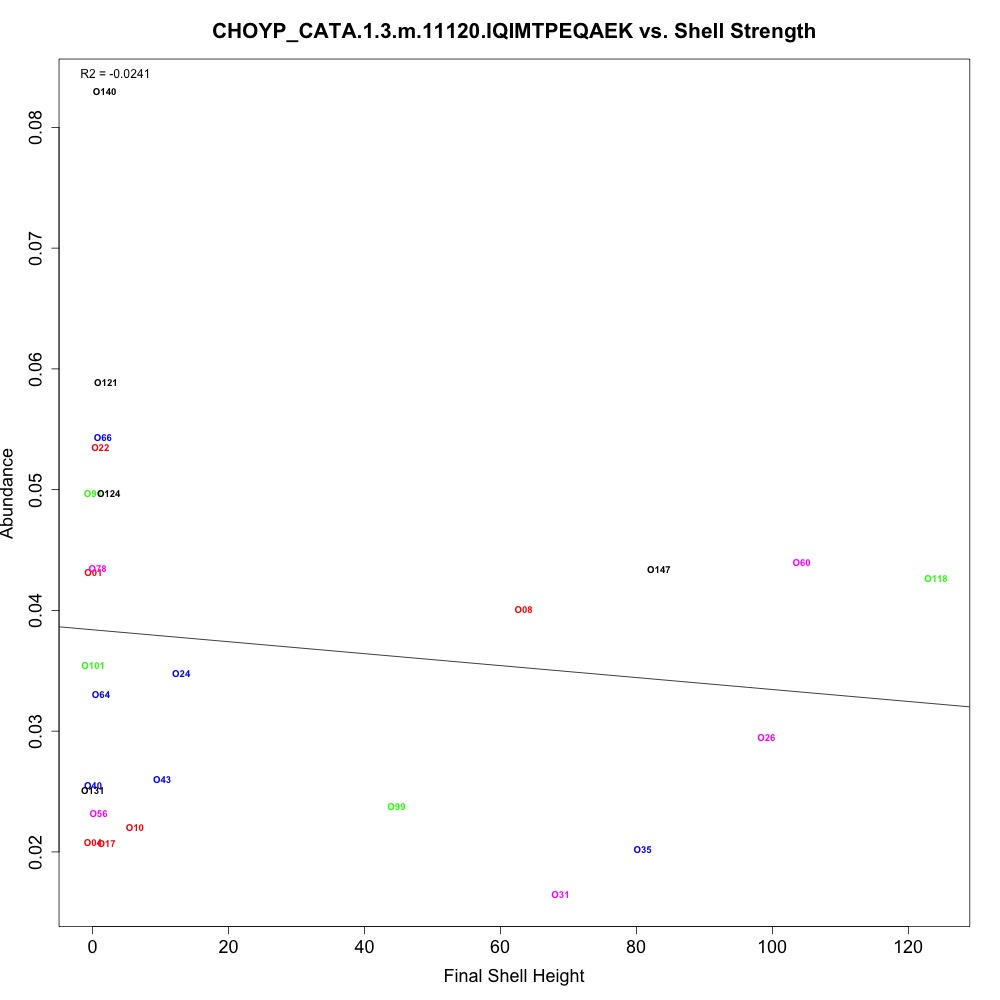 CHOYP_CATA.1.3.m.11120.IQIMTPEQAEK vs. Shell Strength
R2 = -0.0241
O140
0.08
0.07
0.06
O121
O66
O22
0.05
O124
Abundance
O78
O01
O147
O60
O118
0.04
O08
O101
O24
O64
0.03
O26
O40
O131
O43
O56
O99
O10
O04
O17
0.02
O35
O31
0 20 40 60 80 100 120
Final Shell Height